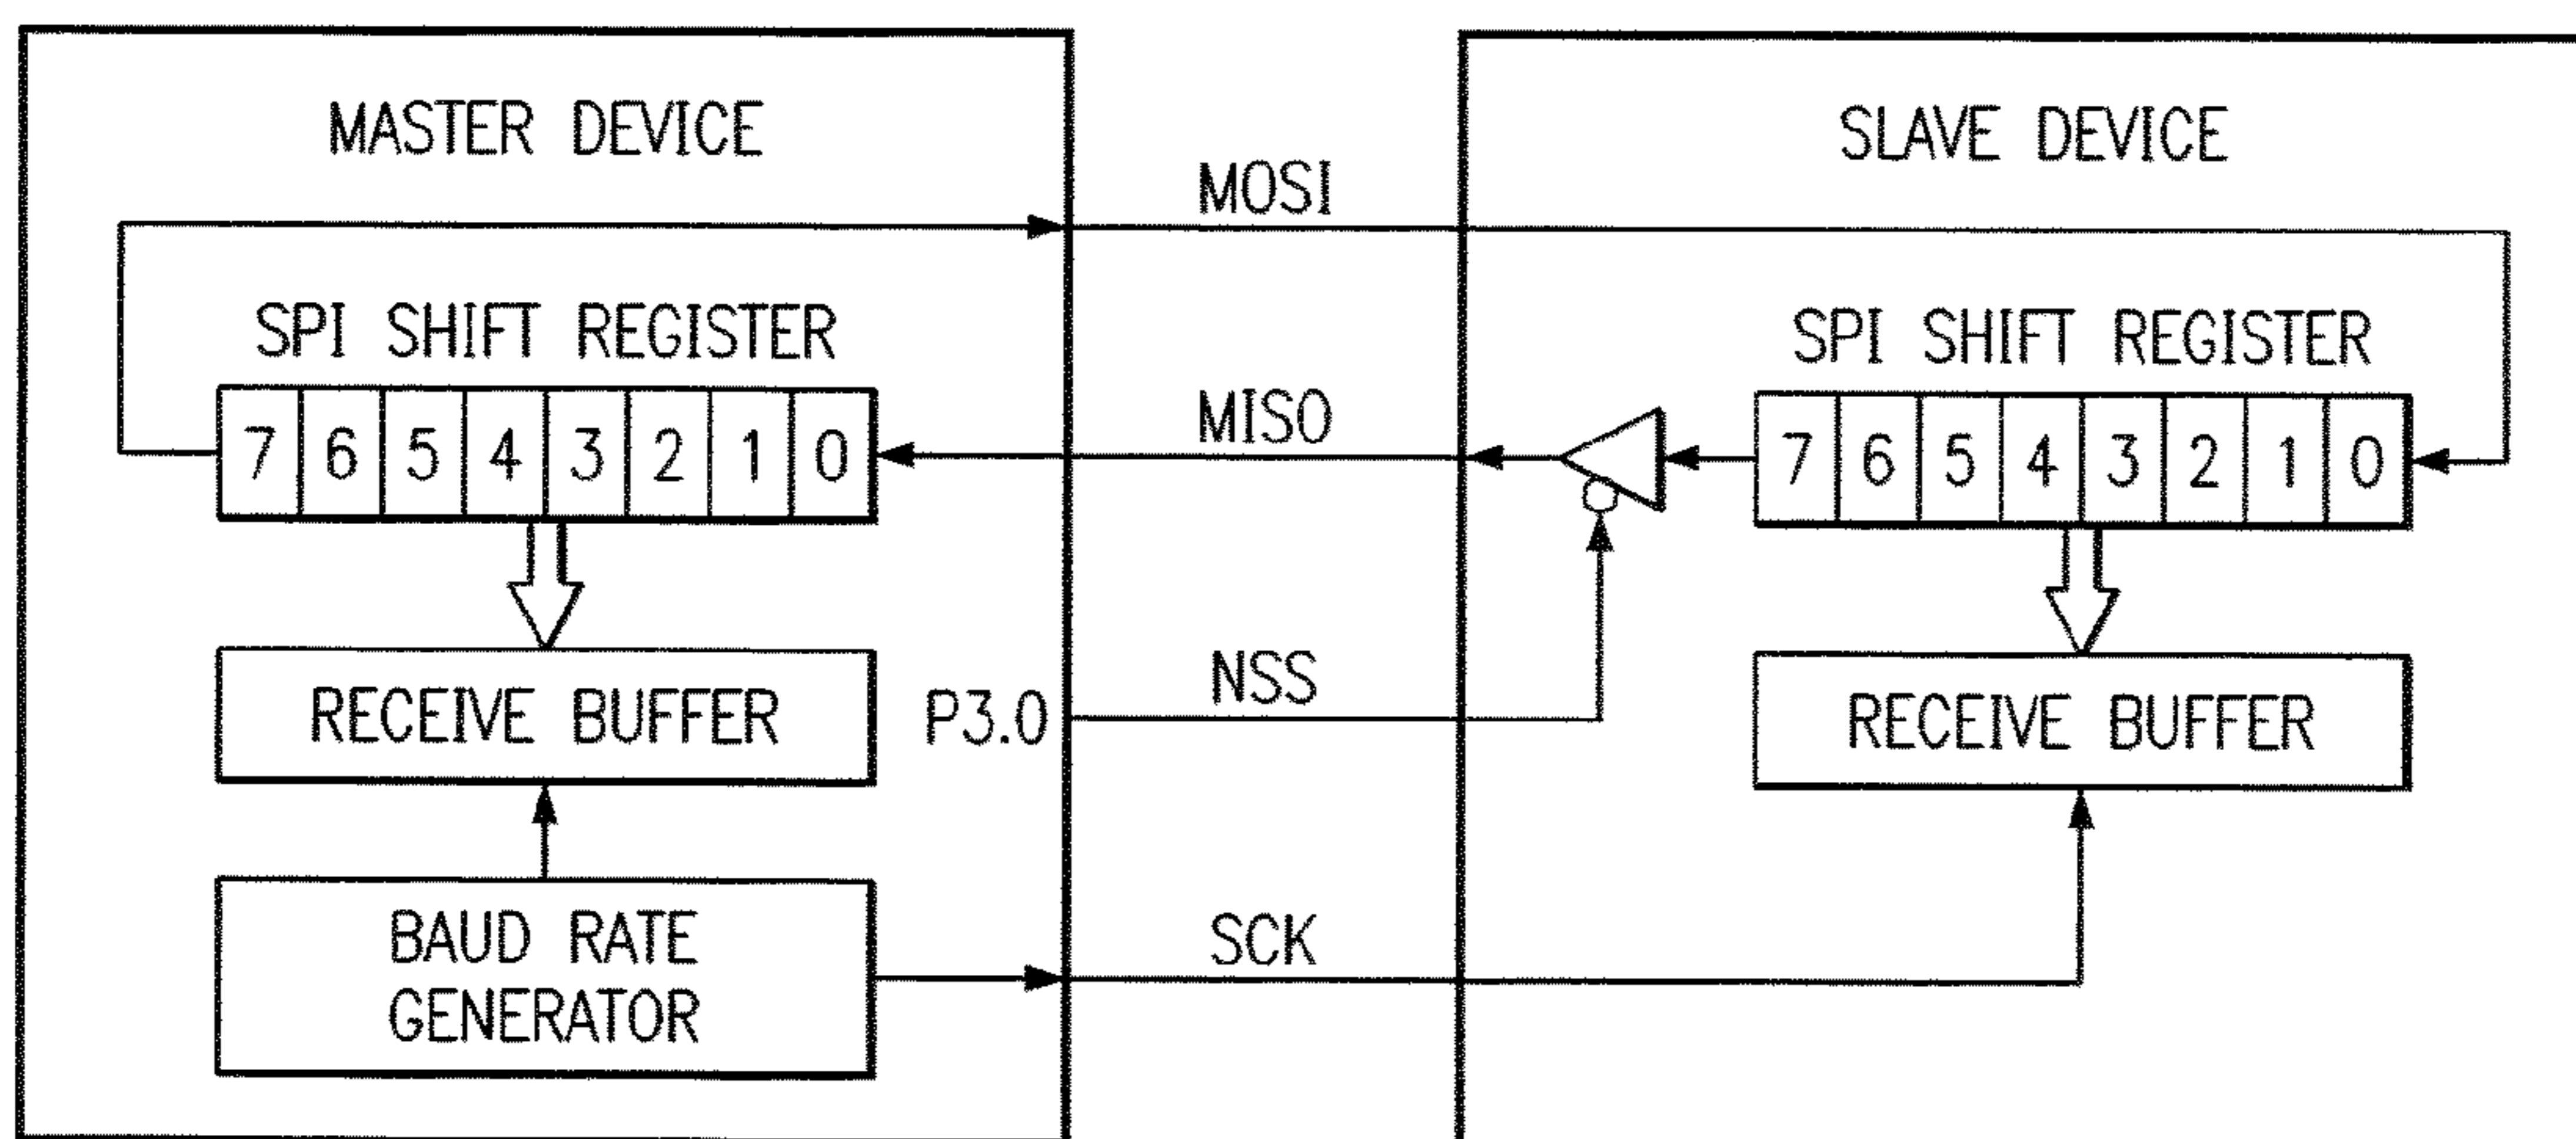 MASTER DEVICE
SLAVE DEVICE
MOSI
SPI SHIFT REGISTER
SPI SHIFT REGISTER
MISO
7 6 5 4 3 2 1 0
7 6 5 4 3 2 1 0
RECEIVE BUFFER
P3.0
NSS
RECEIVE BUFFER
BAUD RATE
GENERATOR
SCK